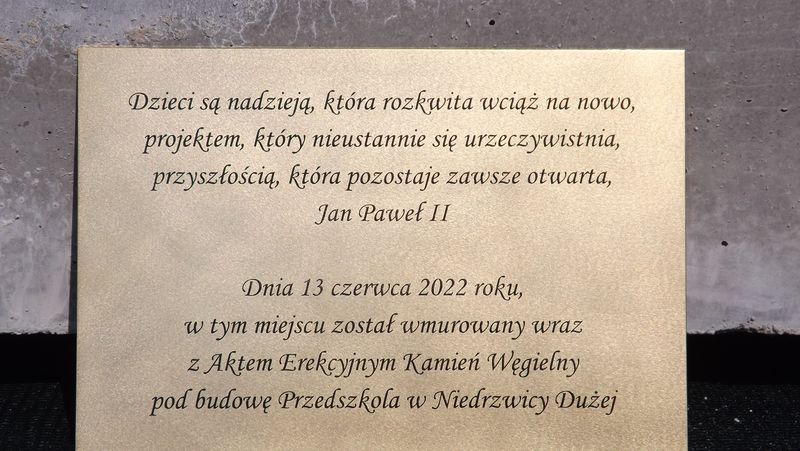 Dzieci są nadzieją, która rozkwita wciąż na nowo,
projektem, który nieustannie się urzeczywistnia,
przyszłością, która pozostaje zawsze otwarta,
Jan Paweł II
Dnia 13 czerwca 2022 roku,
w tym miejscu został wmurowany wraz
z Aktem Erekcyjnym Kamień Węgielny
pod budowę Przedszkola w Niedrzwicy Dużej